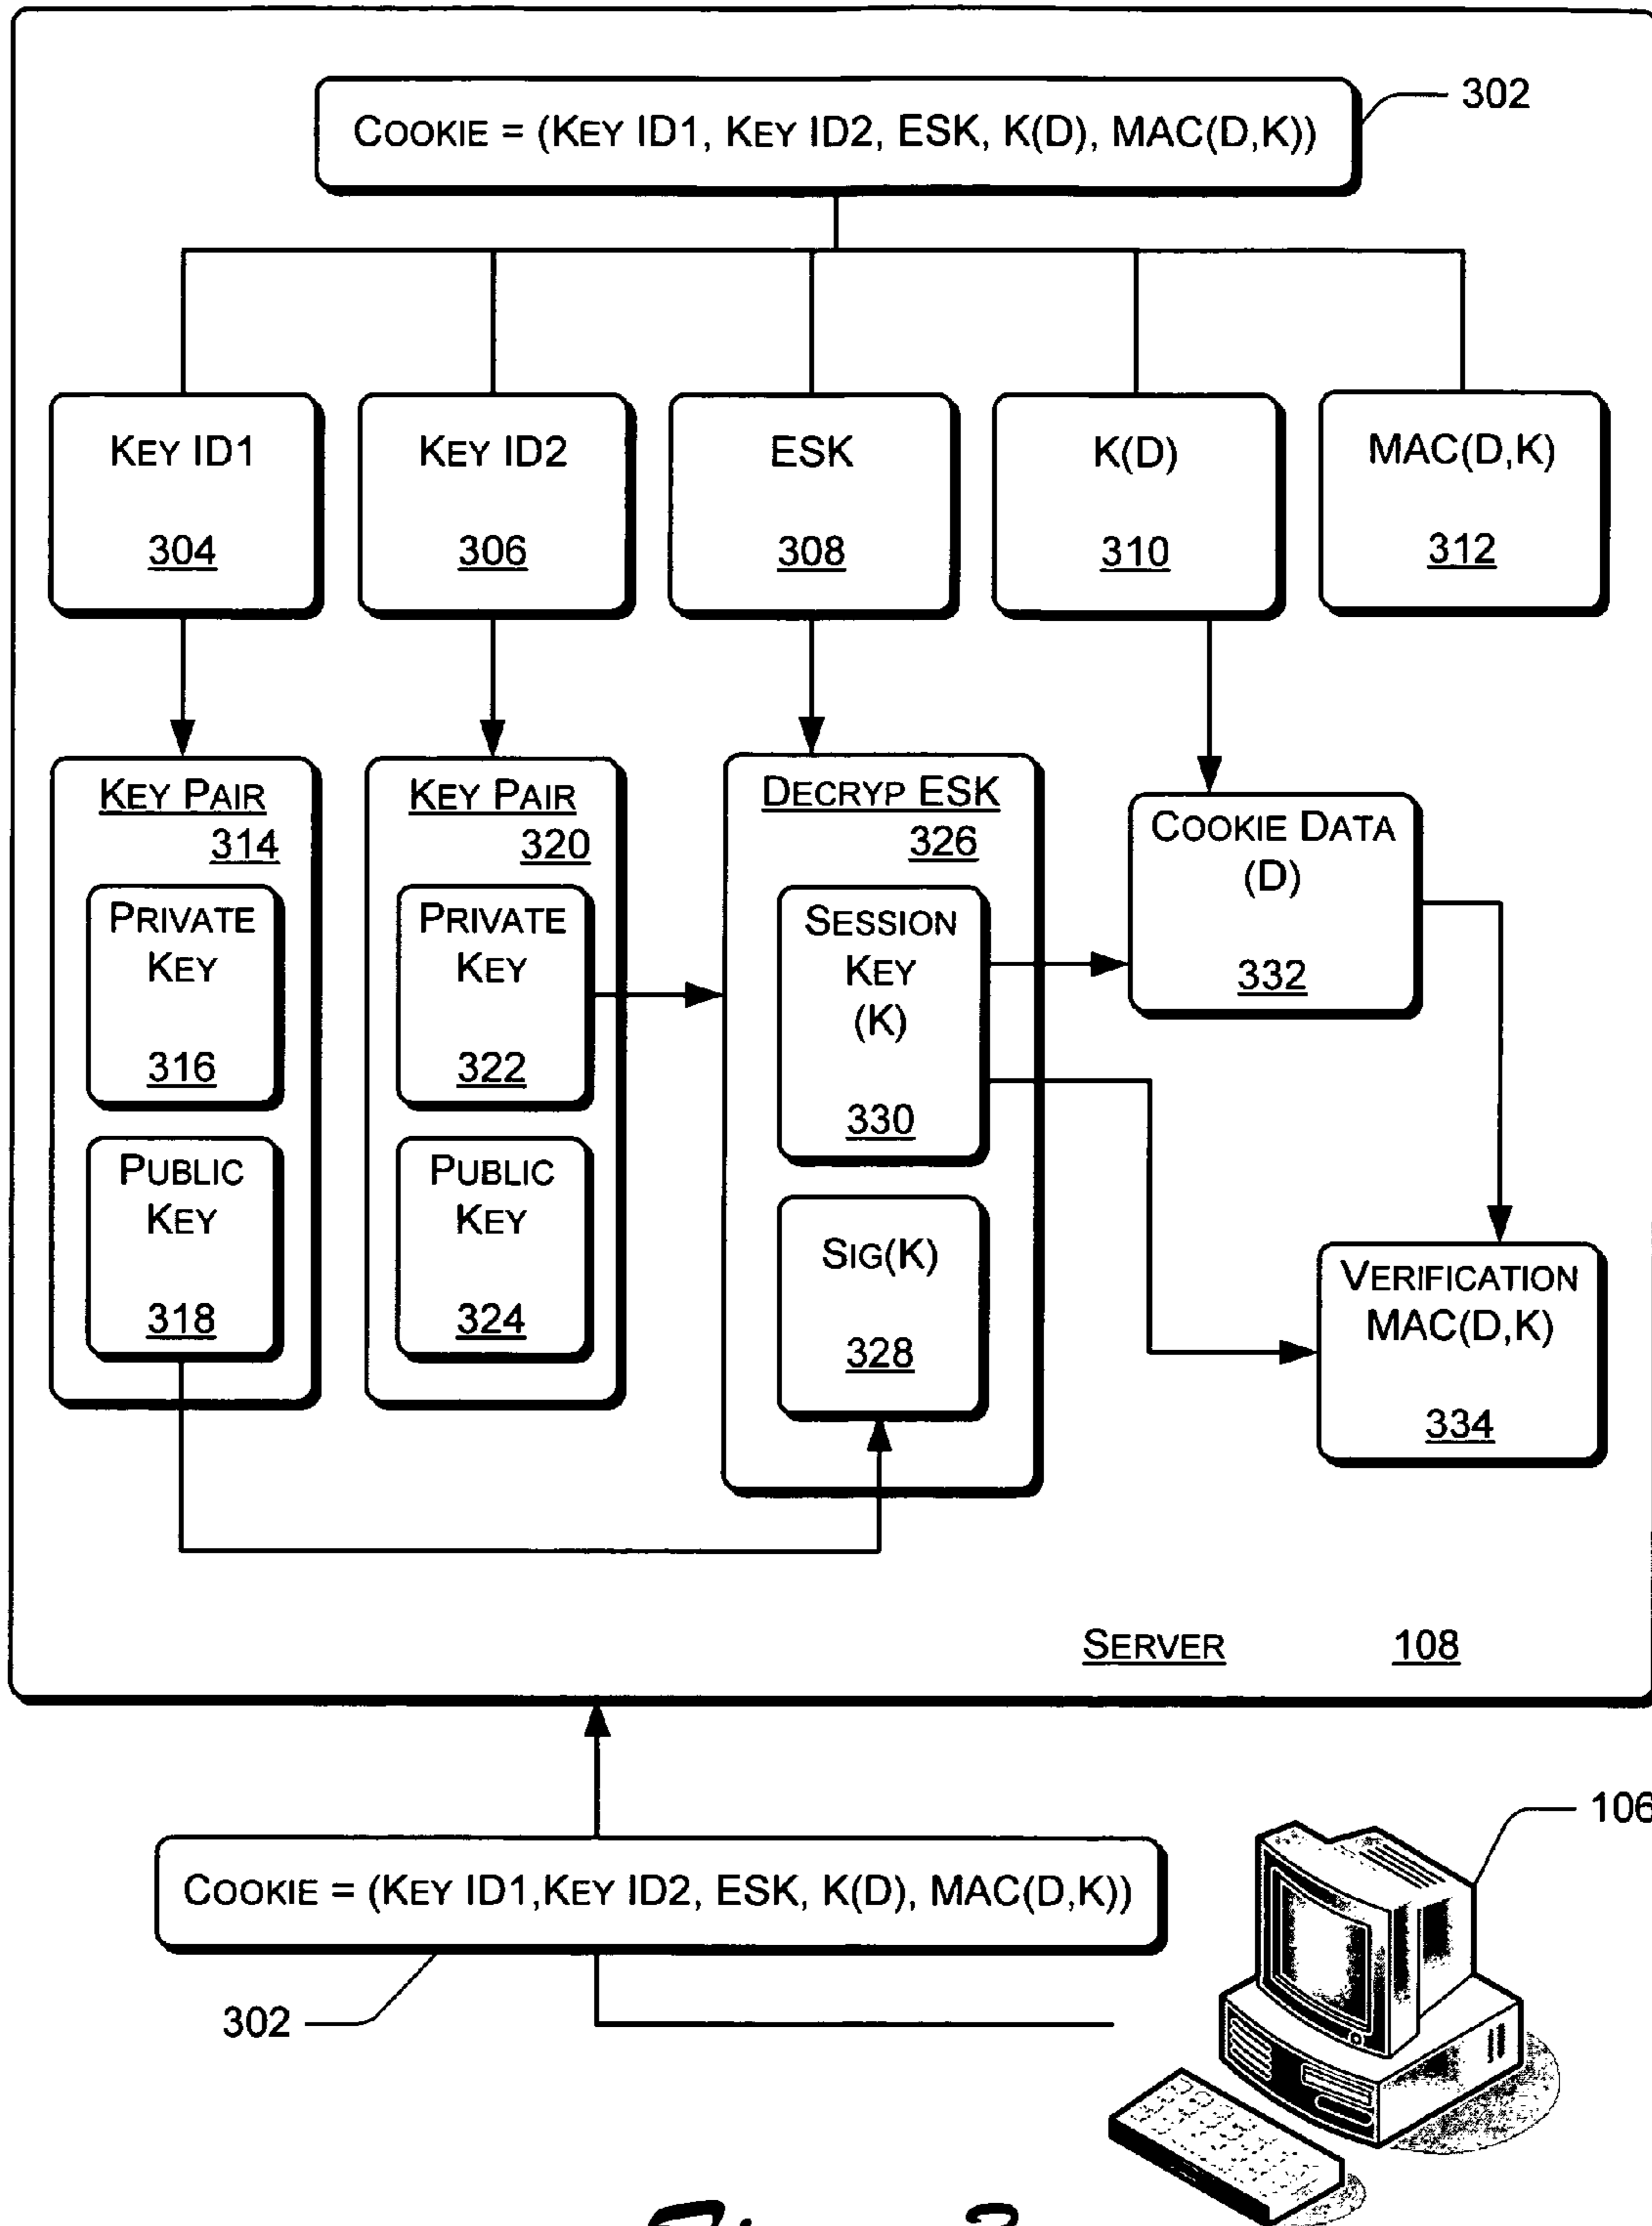 302
COOKIE = (KEY ID1, KEY ID2, ESK, K(D), MAC(D,K))
KEY ID1
304
KEY ID2
306
ESK
308
K(D)
310
MAC(D,K)
312
KEY PAIR
314
PRIVATE
KEY
316
PUBLIC
KEY
318
KEY PAIR
320
PRIVATE
KEY
322
PUBLIC
KEY
324
DECRYP ESK
326
SESSION
KEY
(K)
330
SIG(K)
328
COOKIE DATA
(D)
332
VERIFICATION
MAC(D,K)
334
SERVER 108
106
COOKIE = (KEY ID1,KEY ID2, ESK, K(D), MAC(D,K))
302